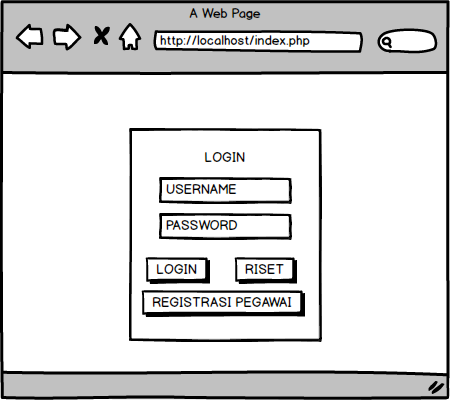 A Web Page
http://localhost/index.php
LOGIN
USERNAME
PASSWORD
LOGIN RISET
REGISTRASI PEGAWAI